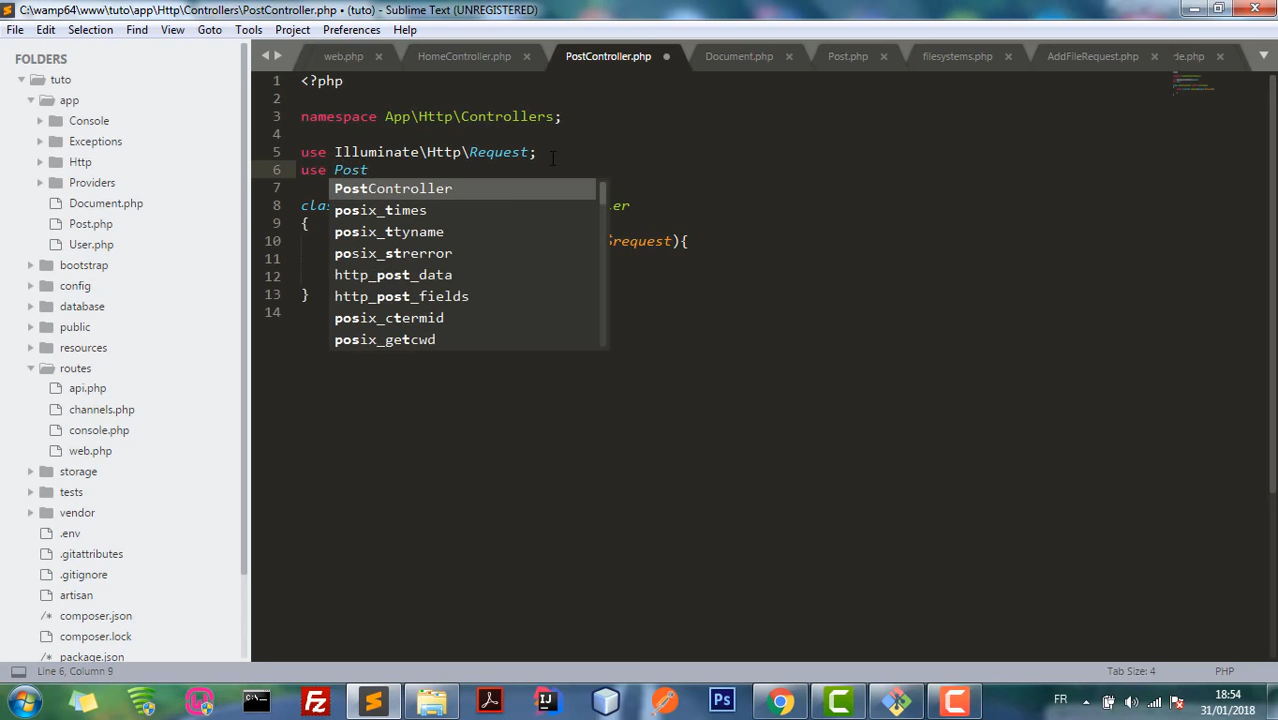 C:\wamp64\www\tuto\app\Http\Controllers\PostController.php • (tuto) - Sublime Text (UNREGISTERED)
File Edit Selection Find View Goto Tools Project Preferences Help
FOLDERS
tuto
app
Console
Exceptions
Http
Providers
Document.php
Post.php
User.php
bootstrap
config
database
public
resources
routes
api.php
channels.php
console.php
web.php
storage
tests
vendor
.env
.gitattributes
.gitignore
artisan
/* composer.json
/* composer.lock
/* package.json
web.php HomeController.php PostController.php Document.php Post.php filesystems.php AddFileRequest.php de.php
1 <?php
2
3 namespace App\Http\Controllers;
4
5 use Illuminate\Http\Request;
6 use Post
7 PostController
posix_times
8 clas ler
9 { posix_ttyname
10 $request){
posix_strerror
11
12 http_post_data
13 } http_post_fields
14 posix_ctermid
posix_getcwd
Line 6, Column 9 Tab Size: 4 PHP
Ps FR 18:54
31/01/2018